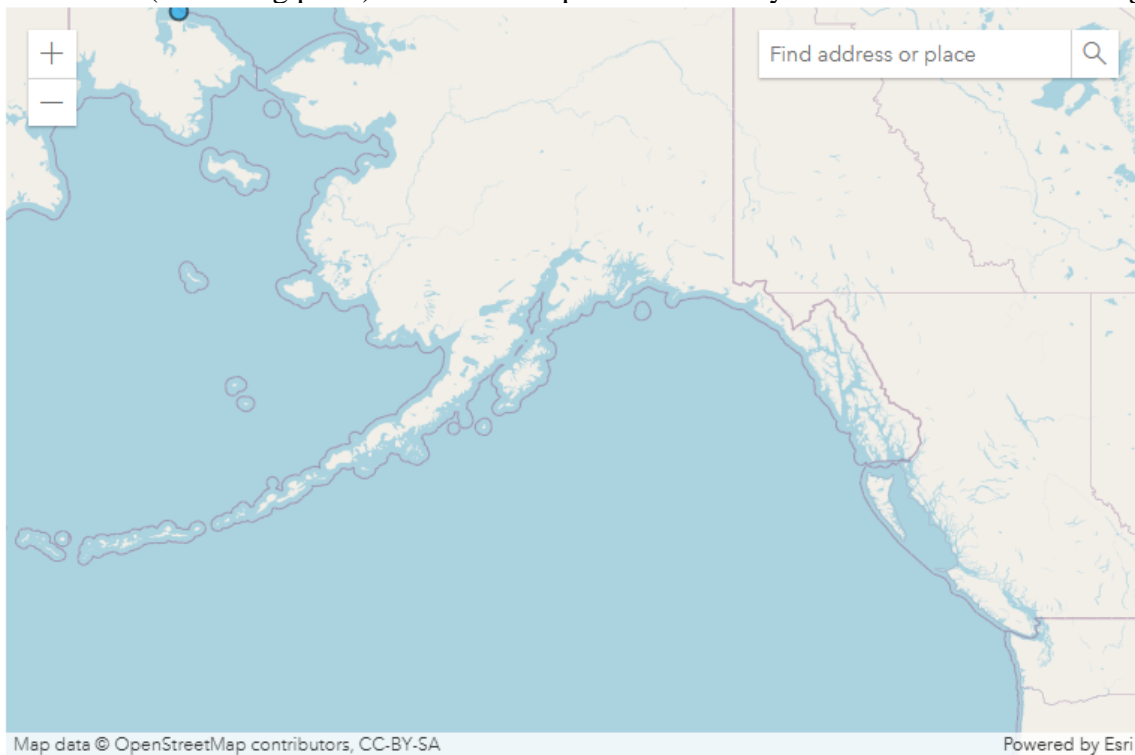 +
Find address or place
−
Map data © OpenStreetMap contributors, CC-BY-SA
Powered by Esri